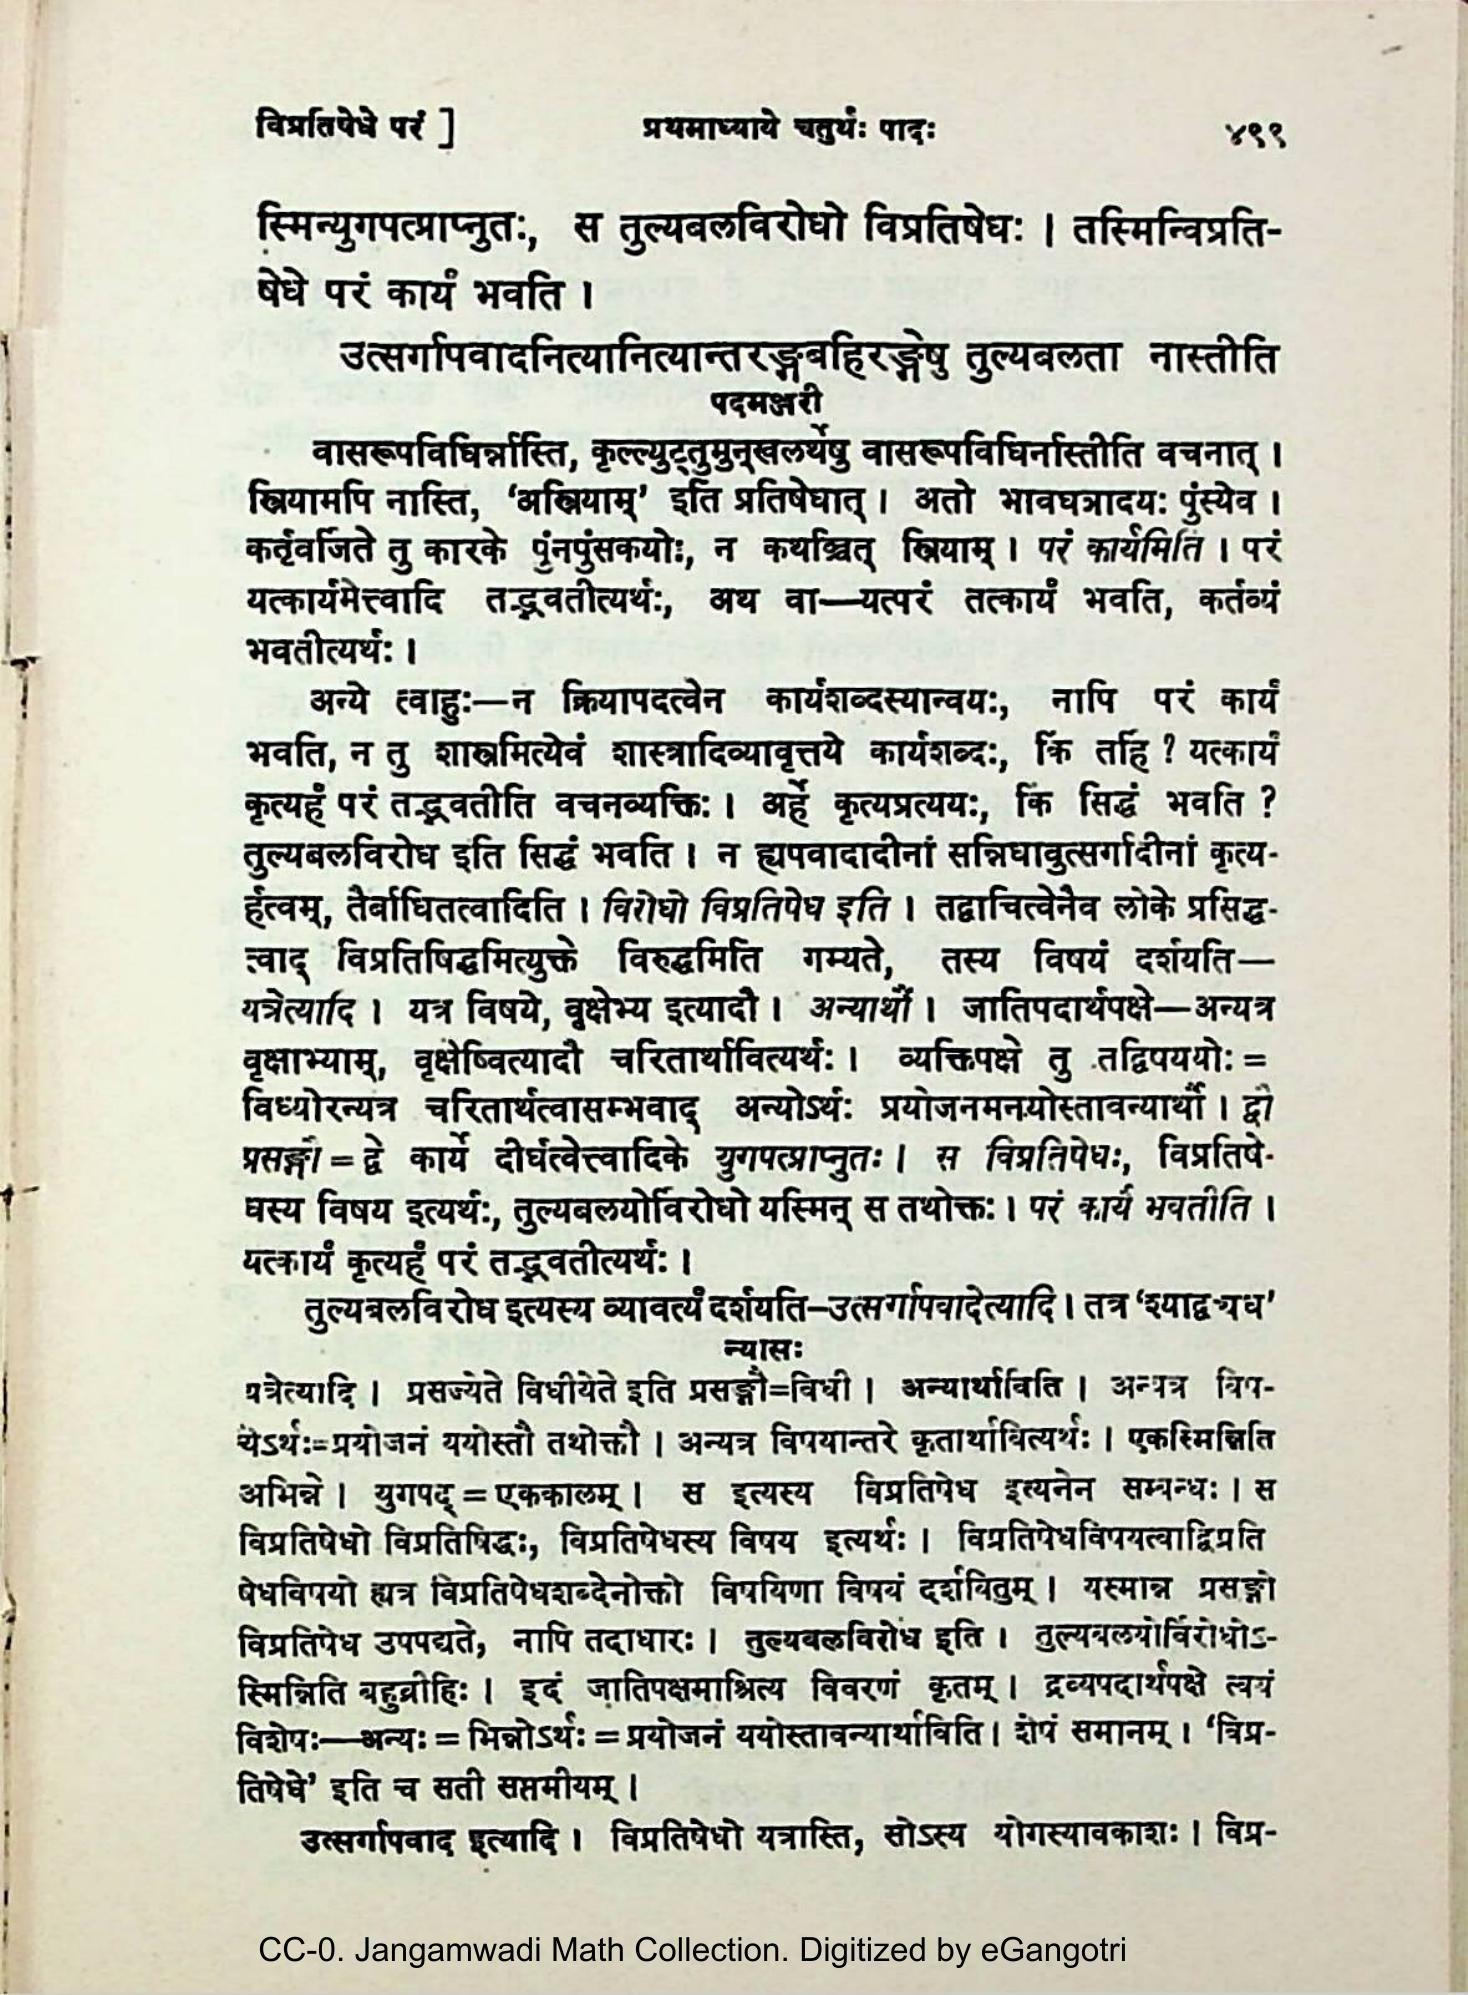 विप्रतिषेधे परं ]
प्रथमाध्याये चतुर्थः पादः
४९९
स्मिन्युगपत्प्राप्नुतः, स तुल्यबलविरोधो विप्रतिषेधः । तस्मिन्विप्रति-
षेधे परं कार्यं भवति ।
उत्सर्गापवादनित्यानित्यान्तरङ्गबहिरङ्गेषु तुल्यबलता नास्तीति
पदमञ्जरी
वासरूपविधिर्न्नास्ति, कृल्ल्युट्तुमुन्खलर्थेषु वासरूपविधिर्नास्तीति वचनात् ।
स्त्रियामपि नास्ति, ‘अस्त्रियाम्’ इति प्रतिषेधात् । अतो भावघञादयः पुंस्येव ।
कर्तृवर्जिते तु कारके पुंनपुंसकयोः, न कथञ्चित् स्त्रियाम् । परं कार्यमिति । परं
यत्कार्यमेत्त्वादि तद्भवतीत्यर्थः, अथ वा—यत्परं तत्कार्यं भवति, कर्तव्यं
भवतीत्यर्थः ।
अन्ये त्वाहुः—न क्रियापदत्वेन कार्यशब्दस्यान्वयः, नापि परं कार्यं
भवति, न तु शास्त्रमित्येवं शास्त्रादिव्यावृत्तये कार्यशब्दः, किं तर्हि ? यत्कार्यं
कृत्यर्हं परं तद्भवतीति वचनव्यक्तिः । अर्हे कृत्यप्रत्ययः, किं सिद्धं भवति ?
तुल्यबलविरोध इति सिद्धं भवति । न ह्यपवादादीनां सन्निधावुत्सर्गादीनां कृत्य-
र्हत्वम्, तैर्बाधितत्वादिति । विरोधो विप्रतिषेध इति । तद्वाचित्वेनैव लोके प्रसिद्ध-
त्वाद् विप्रतिषिद्धमित्युक्ते विरुद्धमिति गम्यते, तस्य विषयं दर्शयति—
यत्रेत्यादि । यत्र विषये, वृक्षेभ्य इत्यादौ । अन्यार्थौ । जातिपदार्थपक्षे—अन्यत्र
वृक्षाभ्याम्, वृक्षेष्वित्यादौ चरितार्थावित्यर्थः । व्यक्तिपक्षे तु तद्विषययोः =
विध्योरन्यत्र चरितार्थत्वासम्भवाद् अन्योऽर्थः प्रयोजनमनयोस्तावन्यार्थौ । द्वौ
प्रसङ्गौ = द्वे कार्ये दीर्घत्वेत्त्वादिके युगपत्प्राप्नुतः । स विप्रतिषेधः, विप्रतिषे-
धस्य विषय इत्यर्थः, तुल्यबलयोर्विरोधो यस्मिन् स तथोक्तः । परं कार्यं भवतीति ।
यत्कार्यं कृत्यर्हं परं तद्भवतीत्यर्थः ।
तुल्यबलविरोध इत्यस्य व्यावर्त्यं दर्शयति–उत्सर्गापवादेत्यादि । तत्र ‘श्याद्व्यध’
न्यासः
यत्रेत्यादि । प्रसज्येते विधीयेते इति प्रसङ्गौ=विधी । अन्यार्थाविति । अन्यत्र विष-
येऽर्थः=प्रयोजनं ययोस्तौ तथोक्तौ । अन्यत्र विषयान्तरे कृतार्थावित्यर्थः । एकस्मिन्निति
अभिन्ने । युगपद् = एककालम् । स इत्यस्य विप्रतिषेध इत्यनेन सम्बन्धः । स
विप्रतिषेधो विप्रतिषिद्धः, विप्रतिषेधस्य विषय इत्यर्थः । विप्रतिषेधविषयत्वाद्विप्रति
षेधविषयो ह्यत्र विप्रतिषेधशब्देनोक्तो विषयिणा विषयं दर्शयितुम् । यस्मान्न प्रसङ्गो
विप्रतिषेध उपपद्यते, नापि तदाधारः । तुल्यबलविरोध इति । तुल्यबलयोर्विरोधोऽ-
स्मिन्निति बहुव्रीहिः । इदं जातिपक्षमाश्रित्य विवरणं कृतम् । द्रव्यपदार्थपक्षे त्वयं
विशेषः—अन्यः = भिन्नोऽर्थः = प्रयोजनं ययोस्तावन्यार्थाविति । शेषं समानम् । ‘विप्र-
तिषेधे’ इति च सती सप्तमीयम् ।
उत्सर्गापवाद इत्यादि । विप्रतिषेधो यत्रास्ति, सोऽस्य योगस्यावकाशः । विप्र-
CC-0. Jangamwadi Math Collection. Digitized by eGangotri